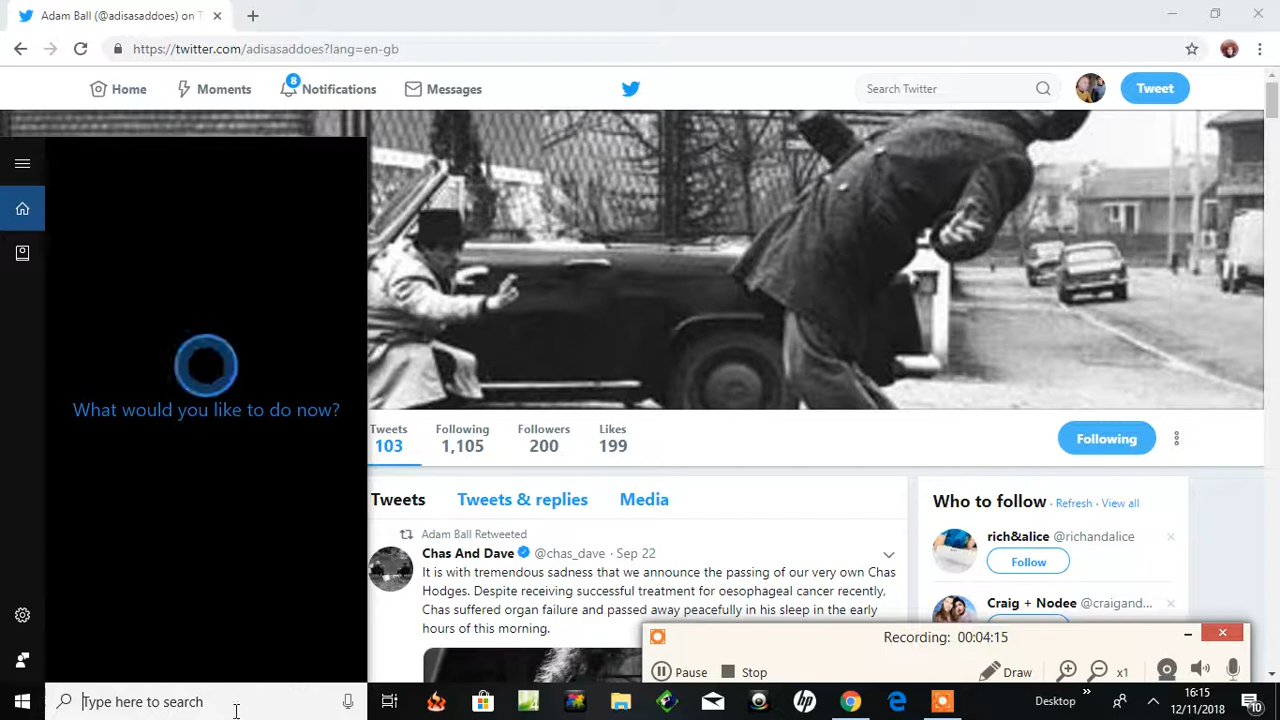 Adam Ball (@adisasaddoes) on T
https://twitter.com/adisasaddoes?lang=en-gb
Home
Moments
8
Notifications
Messages
Search Twitter
Tweet
What would you like to do now?
Tweets
103
Following
1,105
Followers
200
Likes
199
Following
Tweets
Tweets & replies
Media
Adam Ball Retweeted
Chas And Dave @chas_dave · Sep 22
It is with tremendous sadness that we announce the passing of our very own Chas
Hodges. Despite receiving successful treatment for oesophageal cancer recently,
Chas suffered organ failure and passed away peacefully in his sleep in the early
hours of this morning.
Who to follow · Refresh · View all
rich&alice @richandalice
Follow
Craig + Nodee @craigand...
Recording: 00:04:15
Pause
Stop
Draw
x1
Type here to search
hp
Desktop
16:15
12/11/2018
10